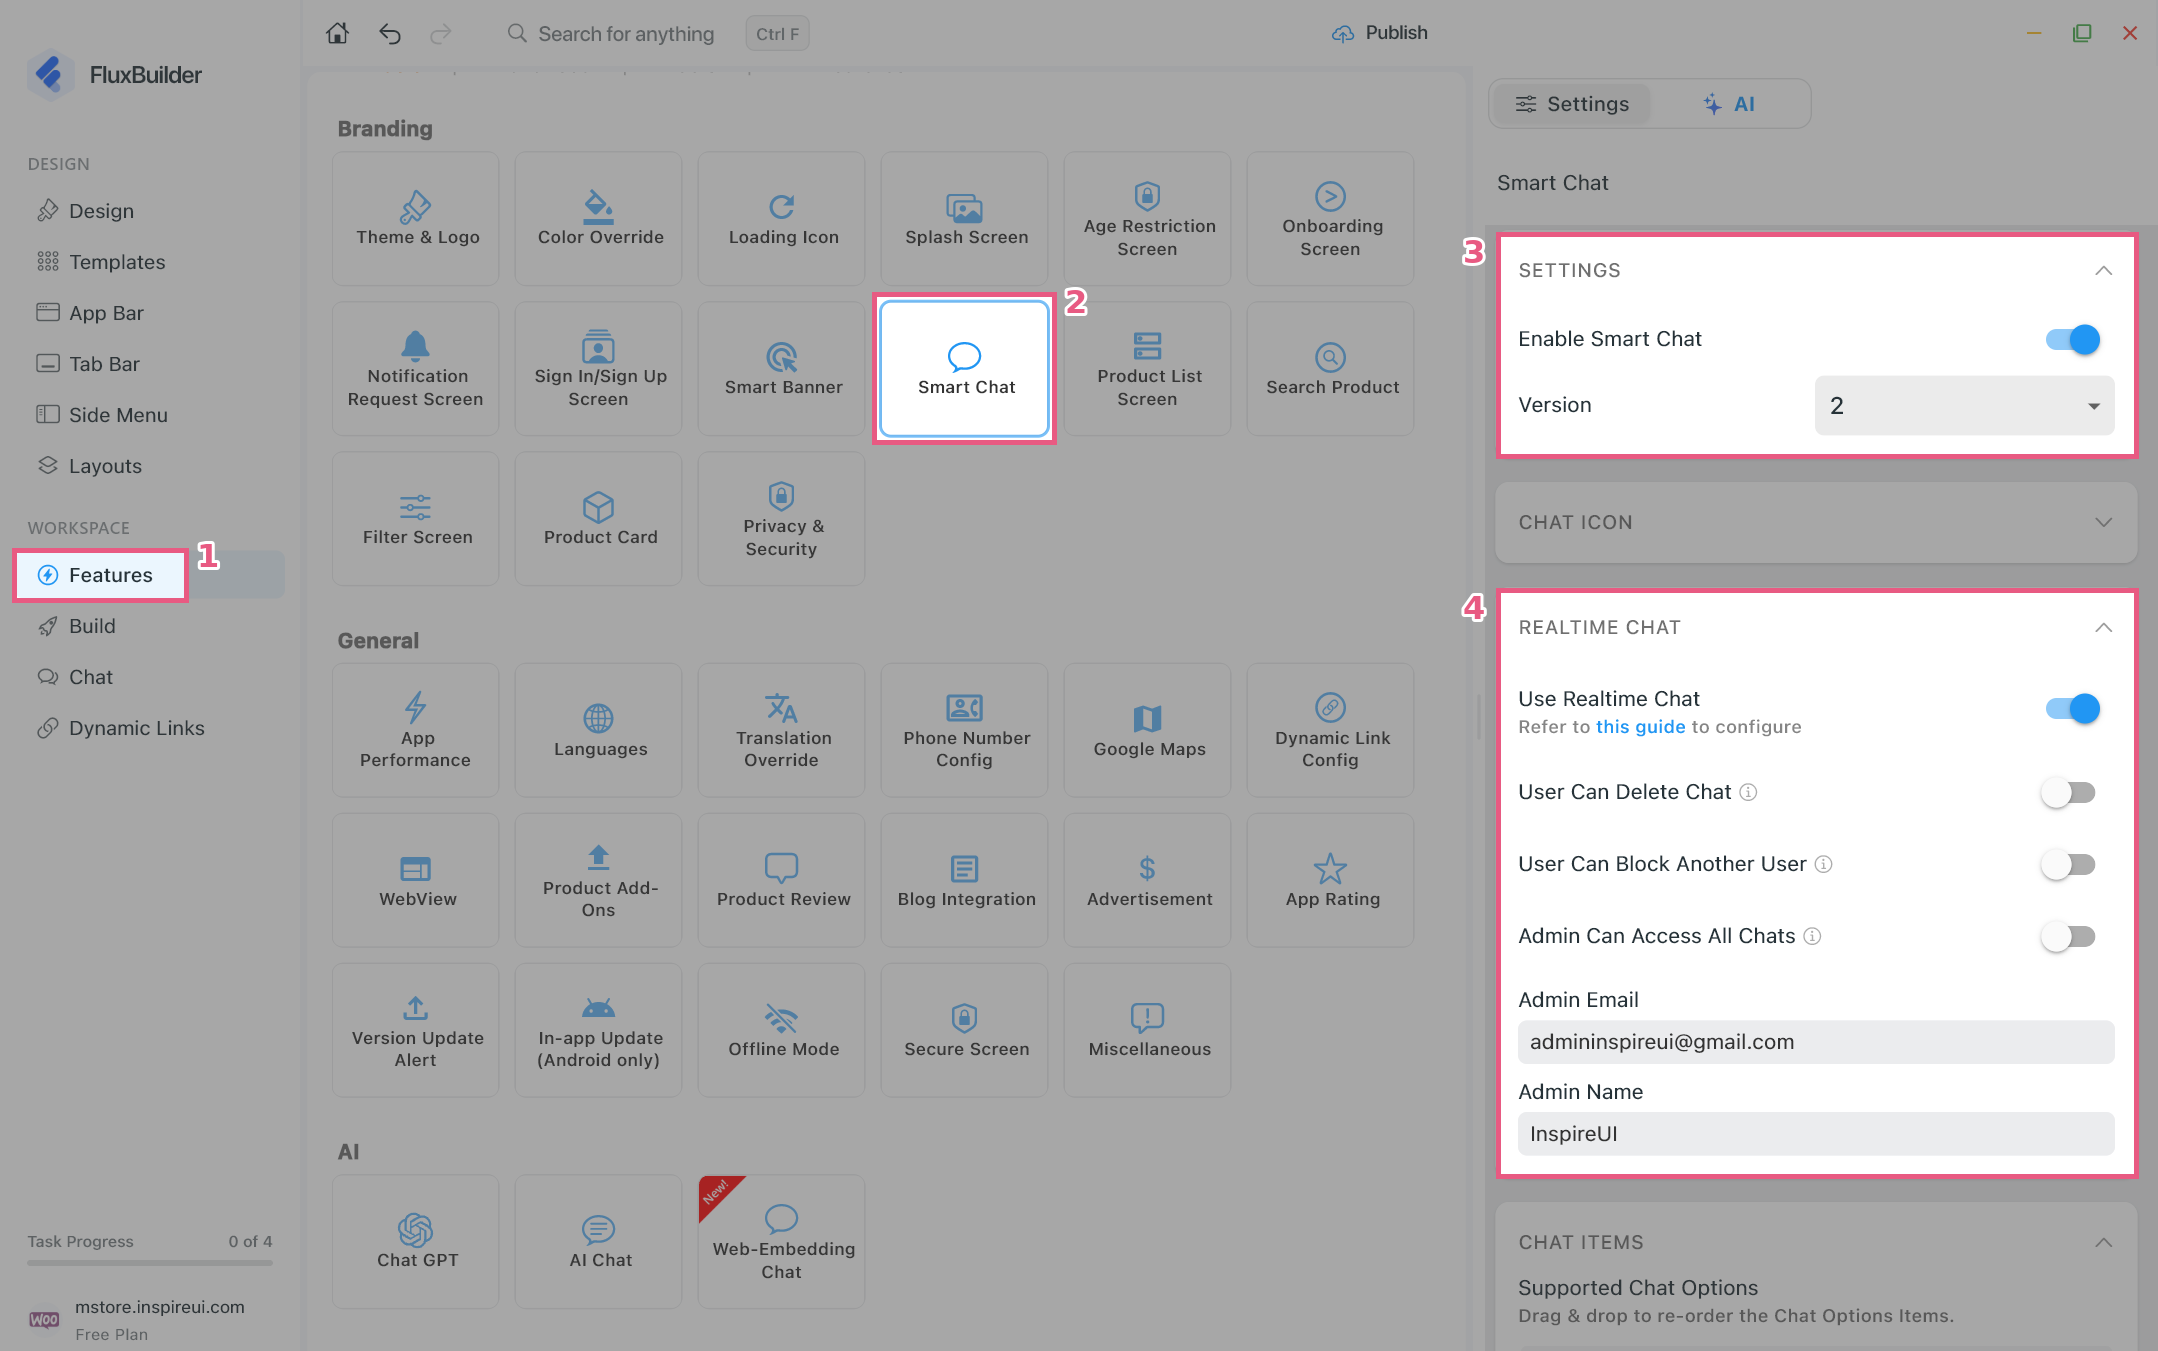 Search for anything
Ctrl F
Publish
FluxBuilder
DESIGN
Design
Templates
App Bar
Tab Bar
Side Menu
Layouts
WORKSPACE
Features
1
Build
Chat
Dynamic Links
Task Progress
0 of 4
WOO
mstore.inspireui.com
Free Plan
Branding
Theme & Logo
Color Override
Loading Icon
Splash Screen
Age Restriction
Screen
Onboarding
Screen
Notification
Request Screen
Sign In/Sign Up
Screen
Smart Banner
Smart Chat
2
Product List
Screen
Search Product
Filter Screen
Product Card
Privacy &
Security
General
App
Performance
Languages
Translation
Override
Phone Number
Config
Google Maps
Dynamic Link
Config
WebView
Product Add-
Ons
Product Review
Blog Integration
Advertisement
App Rating
Version Update
Alert
In-app Update
(Android only)
Offline Mode
Secure Screen
Miscellaneous
AI
Chat GPT
AI Chat
New!
Web-Embedding
Chat
Settings
AI
Smart Chat
3
SETTINGS
Enable Smart Chat
Version
2
CHAT ICON
4
REALTIME CHAT
Use Realtime Chat
Refer to this guide to configure
User Can Delete Chat
User Can Block Another User
Admin Can Access All Chats
Admin Email
admininspireui@gmail.com
Admin Name
InspireUI
CHAT ITEMS
Supported Chat Options
Drag & drop to re-order the Chat Options Items.